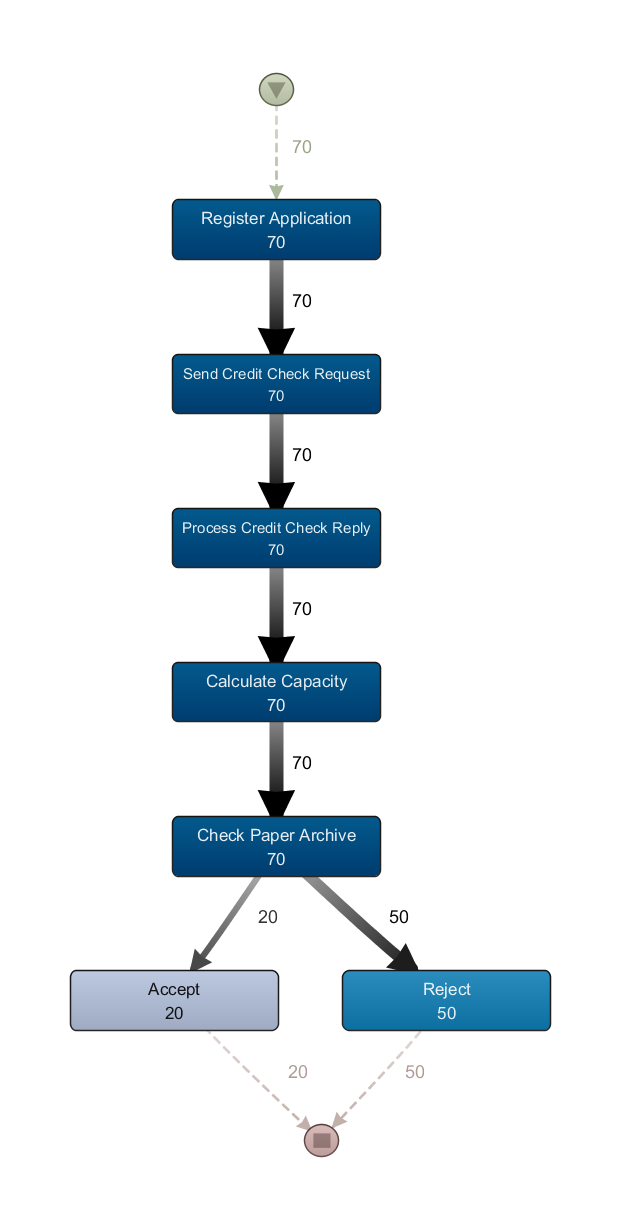 70
Register Application
70
70
Send Credit Check Request
70
70
Process Credit Check Reply
70
70
Calculate Capacity
70
70
Check Paper Archive
70
20
50
Accept
20
Reject
50
20
50